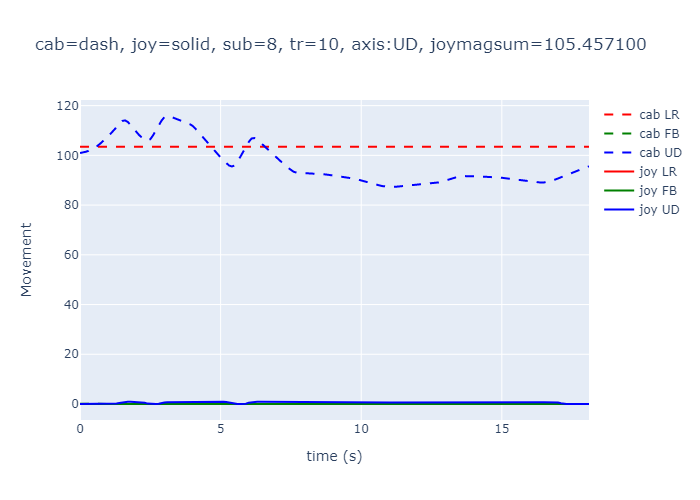 cab=dash, joy=solid, sub=8, tr=10, axis:UD, joymagsum=105.457100
120
100
80
60
40
20
0
Movement
0
5
10
15
time (s)
cab LR
cab FB
cab UD
joy LR
joy FB
joy UD